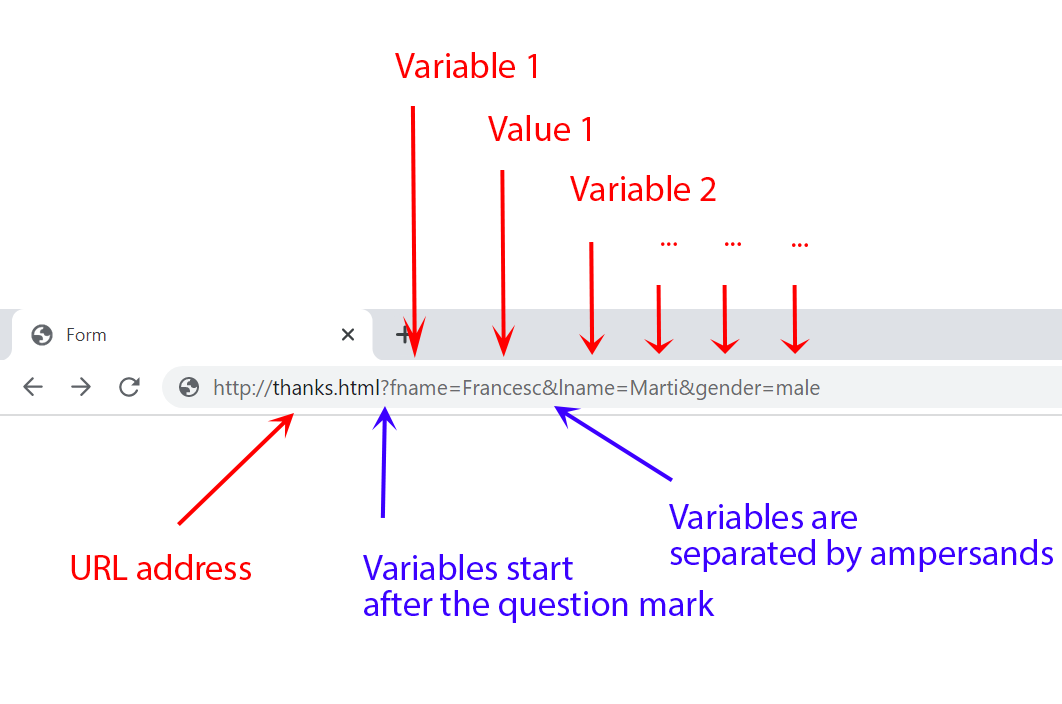 Variable 1
Value 1
Variable 2
... ... ...
Form
http://thanks.html?fname=Francesc&lname=Marti&gender=male
URL address
Variables start
after the question mark
Variables are
separated by ampersands